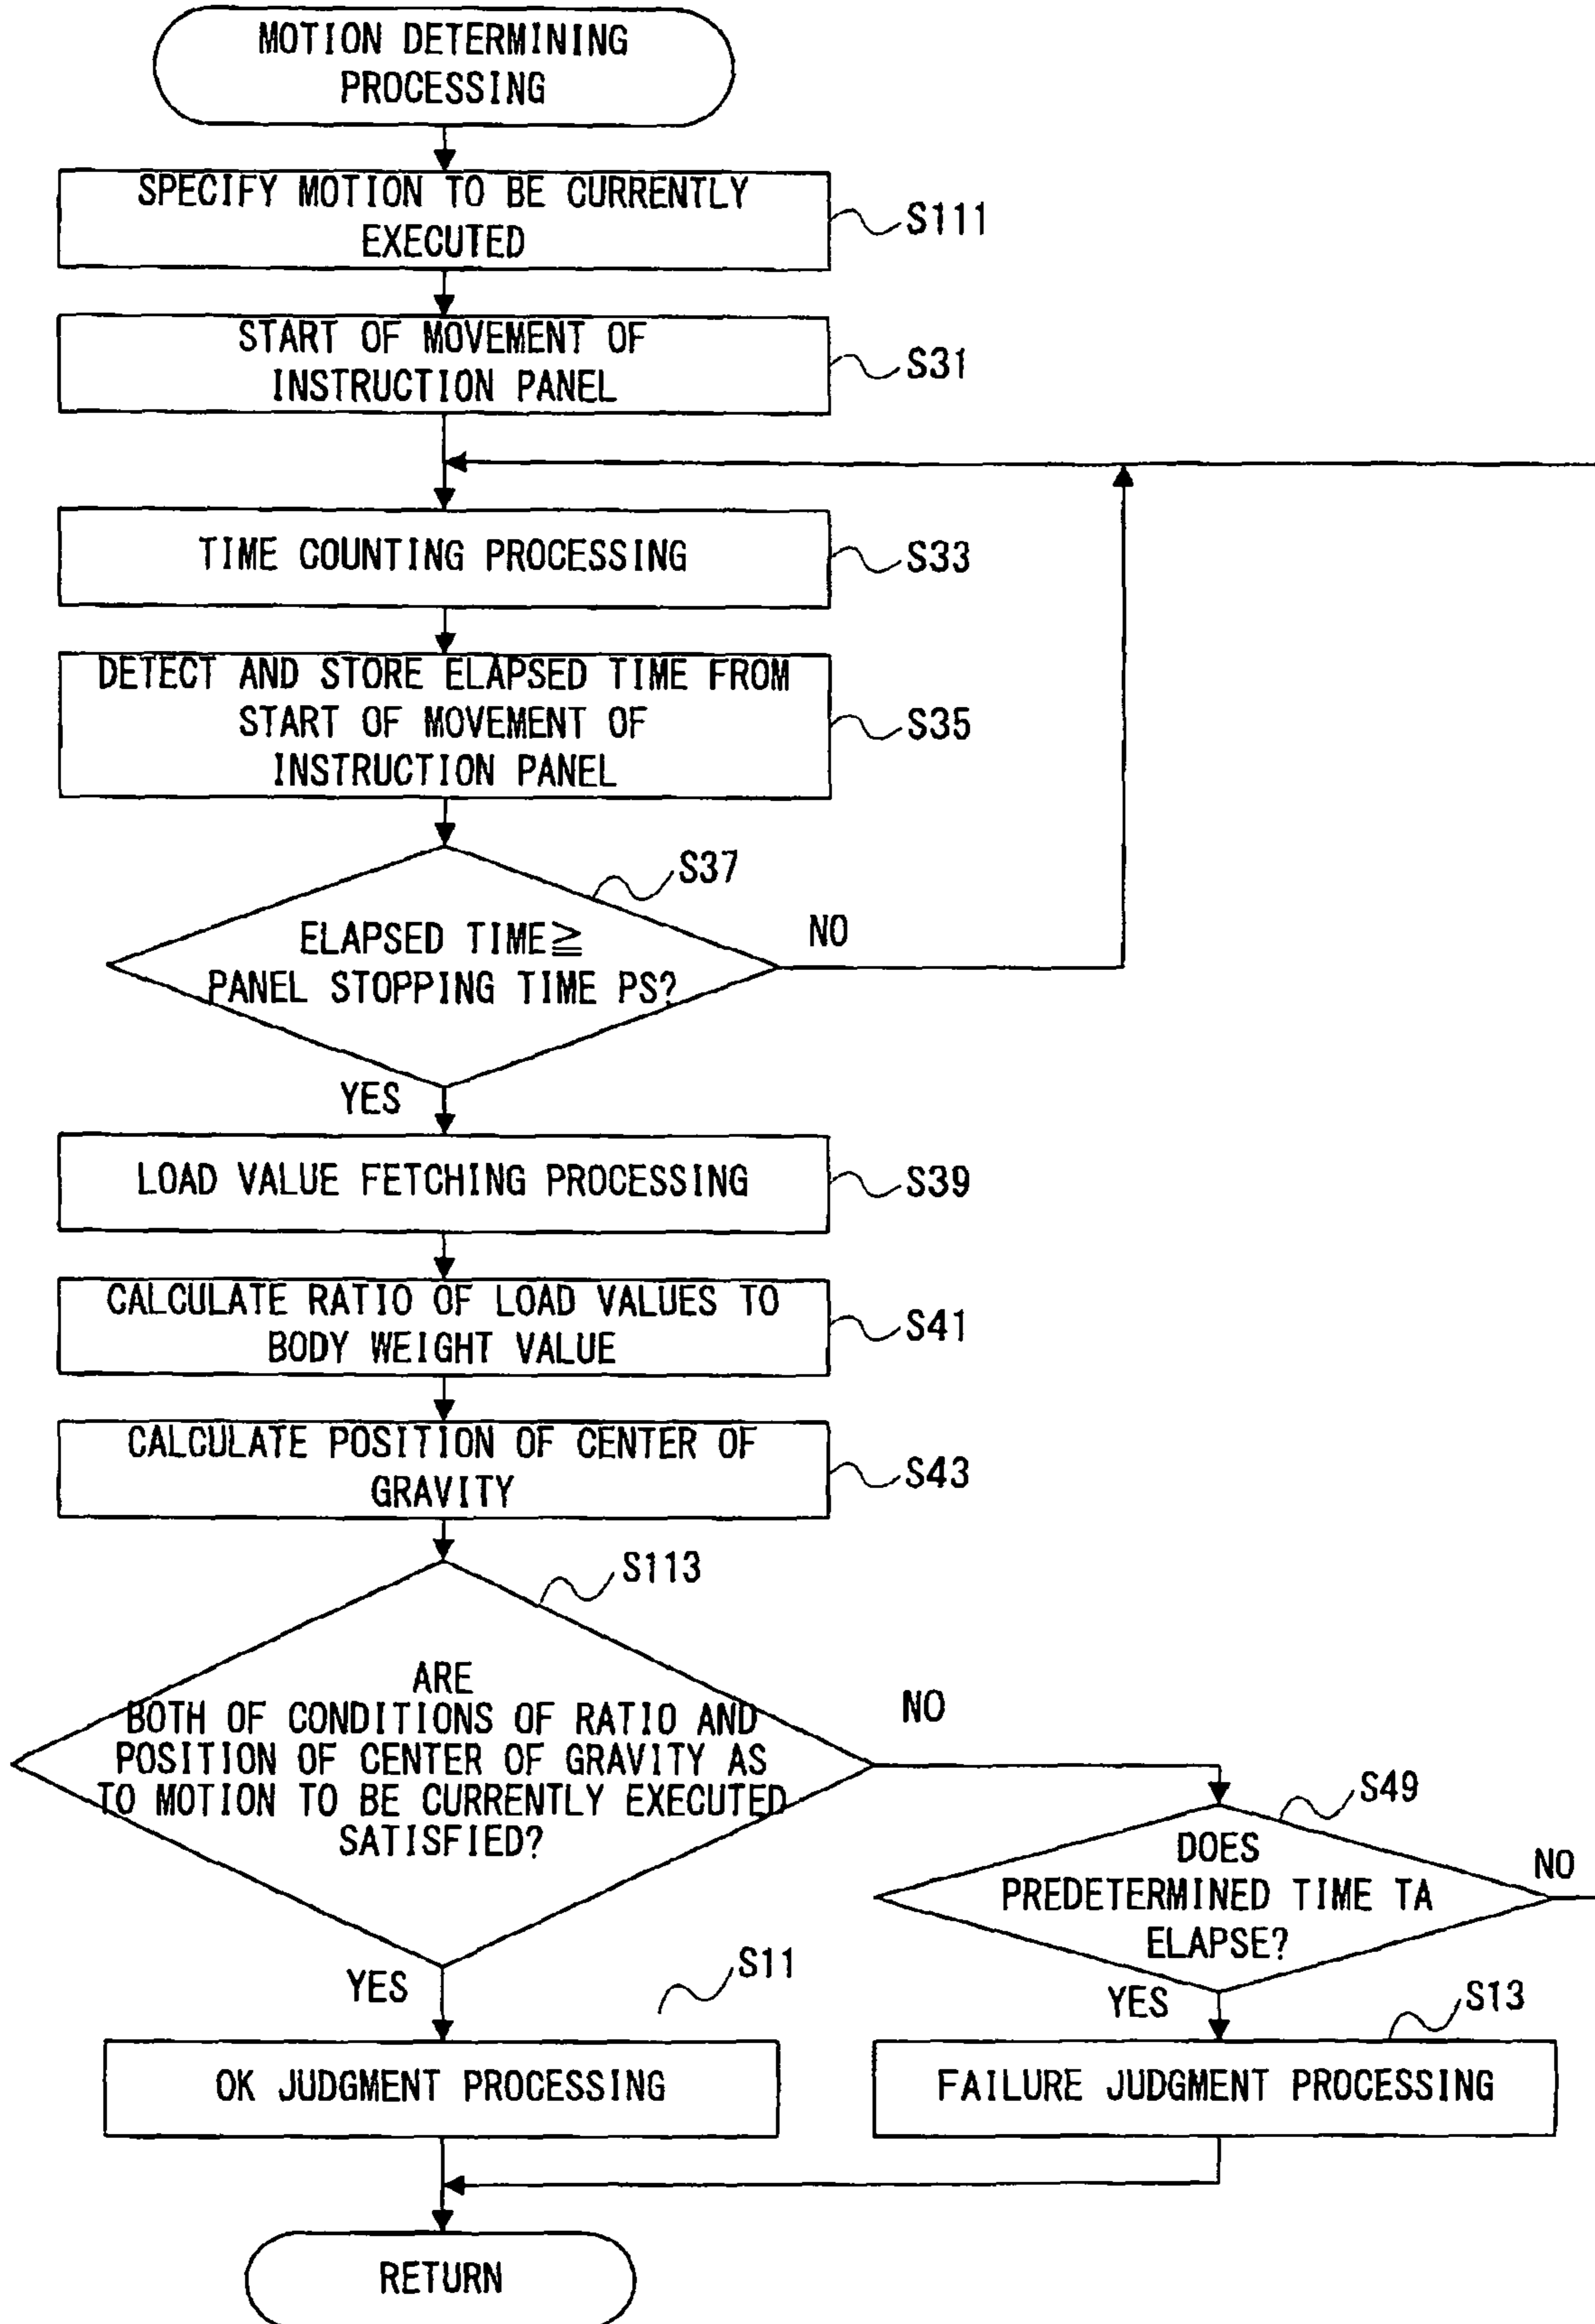 MOTION DETERMINING
PROCESSING
SPECIFY MOTION TO BE CURRENTLY
EXECUTED
S111
START OF MOVEMENT OF
INSTRUCTION PANEL
S31
TIME COUNTING PROCESSING
S33
DETECT AND STORE ELAPSED TIME FROM
START OF MOVEMENT OF
INSTRUCTION PANEL
S35
S37
ELAPSED TIME≧
PANEL STOPPING TIME PS?
NO
YES
LOAD VALUE FETCHING PROCESSING
S39
CALCULATE RATIO OF LOAD VALUES TO
BODY WEIGHT VALUE
S41
CALCULATE POSITION OF CENTER OF
GRAVITY
S43
S113
ARE
BOTH OF CONDITIONS OF RATIO AND
POSITION OF CENTER OF GRAVITY AS
TO MOTION TO BE CURRENTLY EXECUTED
SATISFIED?
NO
S49
DOES
PREDETERMINED TIME TA
ELAPSE?
NO
YES
S11
YES
S13
OK JUDGMENT PROCESSING
FAILURE JUDGMENT PROCESSING
RETURN